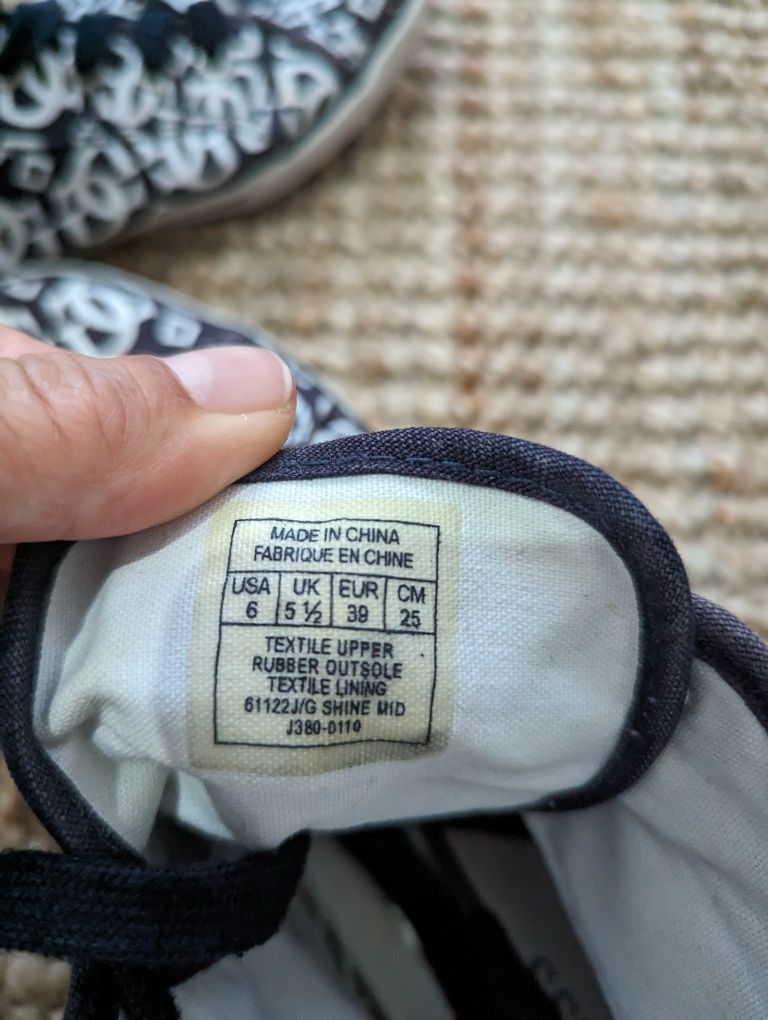 MADE IN CHINA
FABRIQUE EN CHINE
USA UK EUR CM
6 5 ½ 39 25
TEXTILE UPPER
RUBBER OUTSOLE
TEXTILE LINING
61122J/G SHINE MID
J380-0110